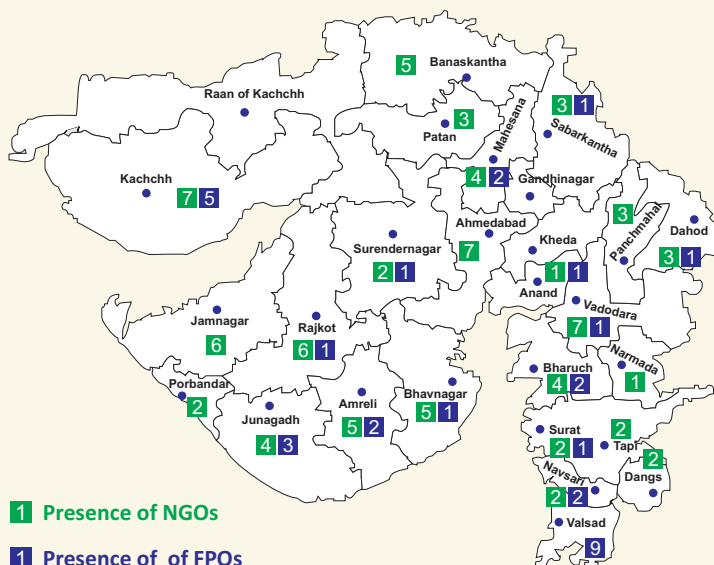 5
Banaskantha
Raan of Kachchh
3
Patan
Mahesana
3 1
Sabarkantha
4 2
Gandhinagar
Kachchh
7 5
Ahmedabad
7
Kheda
Panchmahal
3
Dahod
3 1
Surendernagar
2 1
1 1
Anand
Vadodara
7 1
Jamnagar
6
Rajkot
6 1
Porbandar
2
Junagadh
4 3
Amreli
5 2
Bhavnagar
5 1
Bharuch
4 2
Narmada
1
Surat
2 1
2
Tapi
Navsari
2 2
2
Dangs
Valsad
9
1 Presence of NGOs
1 Presence of of FPOs